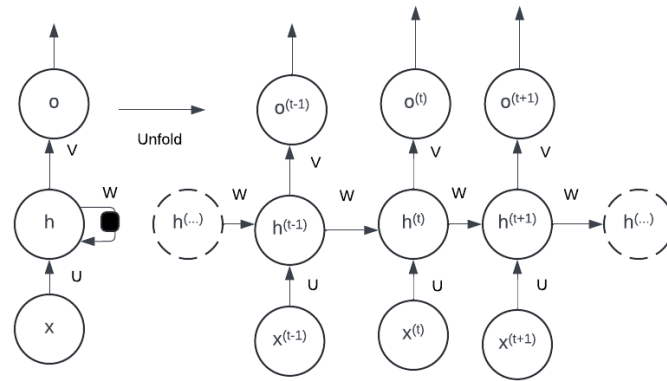 o
o(t-1)
o(t)
o(t+1)
Unfold
V
V
V
V
W
W
W
W
W
h
h(...)
h(t-1)
h(t)
h(t+1)
h(...)
U
U
U
U
x
x(t-1)
x(t)
x(t+1)